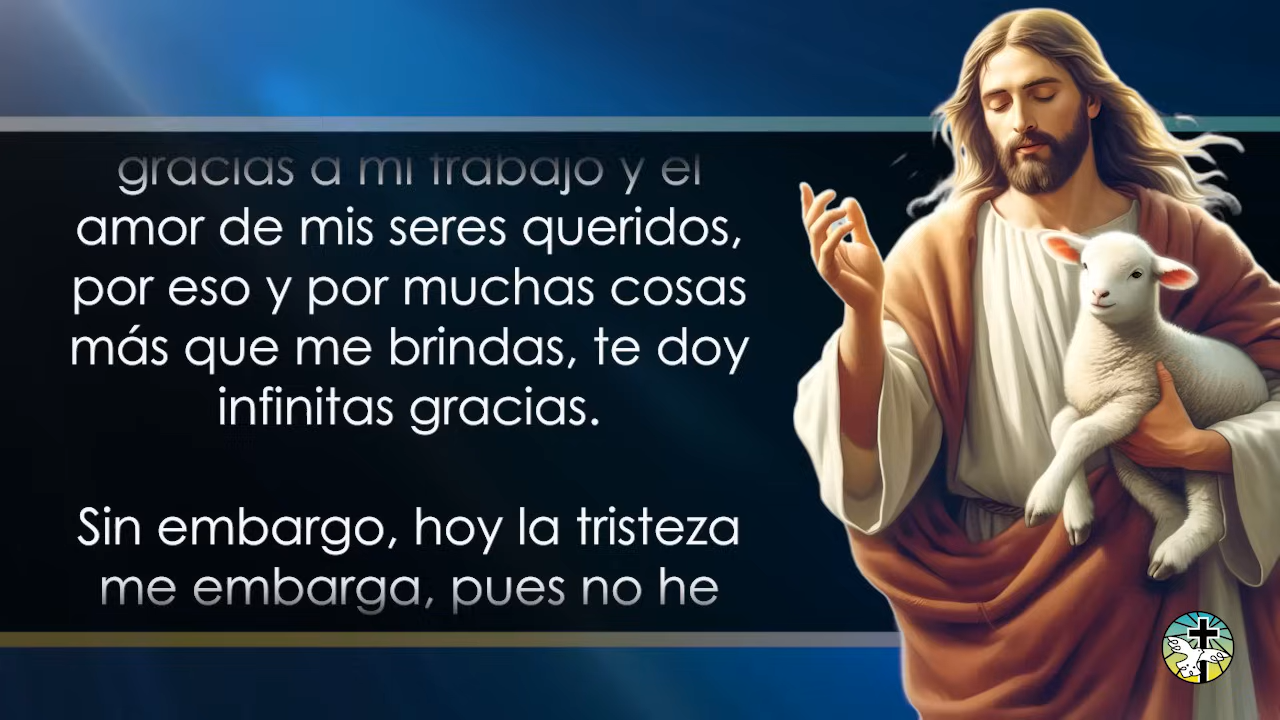 gracias a mi trabajo y el
amor de mis seres queridos,
por eso y por muchas cosas
más que me brindas, te doy
infinitas gracias.
Sin embargo, hoy la tristeza
me embarga, pues no he